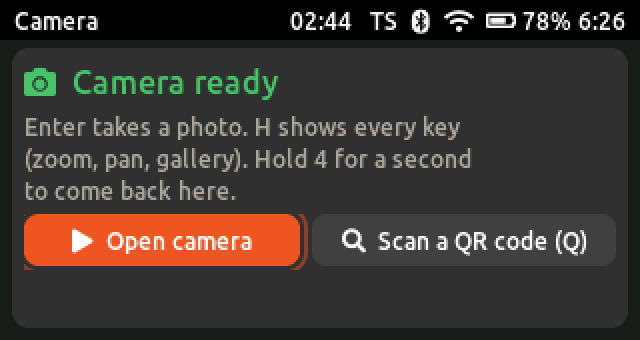 Camera 02:44 TS 78% 6:26
Camera ready
Enter takes a photo. H shows every key
(zoom, pan, gallery). Hold 4 for a second
to come back here.
Open camera
Scan a QR code (Q)